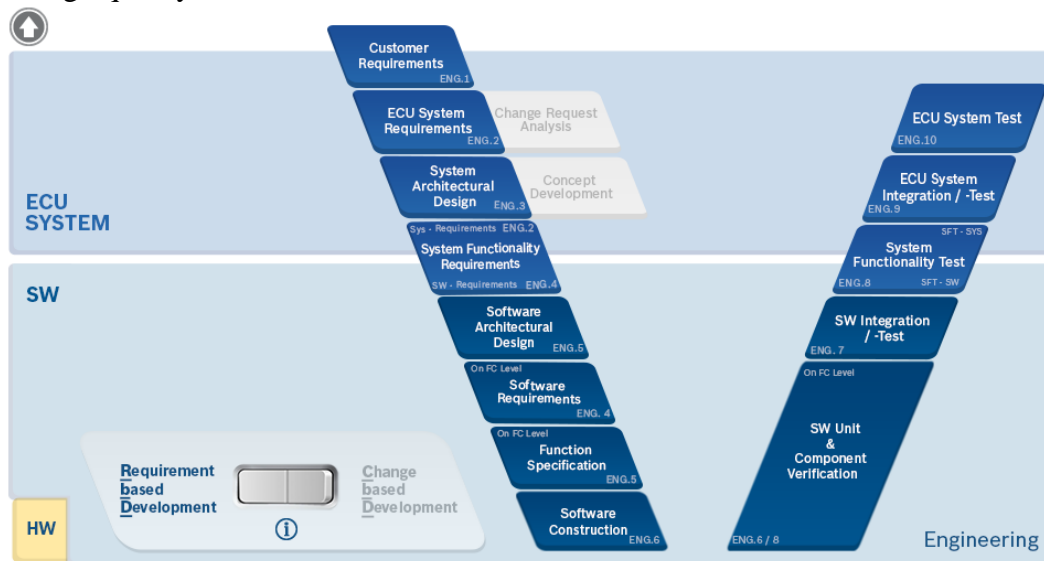 Customer
Requirements
ENG.1
ECU System
Requirements
ENG.2
Change Request
Analysis
System
Architectural
Design
ENG.3
Concept
Development
Sys - Requirements ENG.2
System Functionality
Requirements
SW - Requirements ENG.4
Software
Architectural
Design
ENG.5
On FC Level
Software
Requirements
ENG. 4
On FC Level
Function
Specification
ENG.5
Software
Construction
ENG.6
ECU System Test
ENG.10
ECU System
Integration / -Test
ENG.9
SFT - SYS
System
Functionality Test
ENG.8 SFT - SW
SW Integration
/ -Test
ENG. 7
On FC Level
SW Unit
&
Component
Verification
ENG.6 / 8
ECU
SYSTEM
SW
Requirement
based
Development
Change
based
Development
HW
Engineering